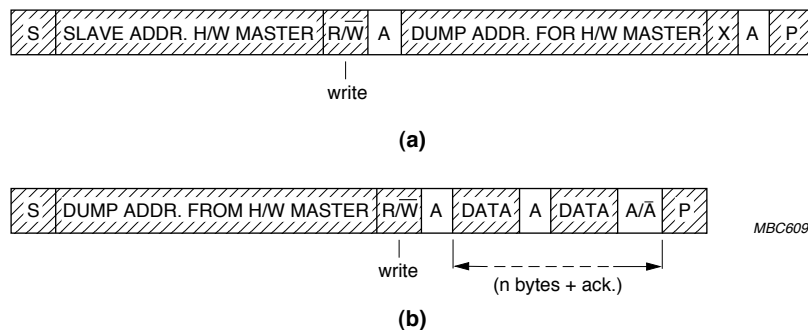 S SLAVE ADDR. H/W MASTER R/W̅ A DUMP ADDR. FOR H/W MASTER X A P
write
(a)
S DUMP ADDR. FROM H/W MASTER R/W̅ A DATA A DATA A/A̅ P
MBC609
write
(n bytes + ack.)
(b)